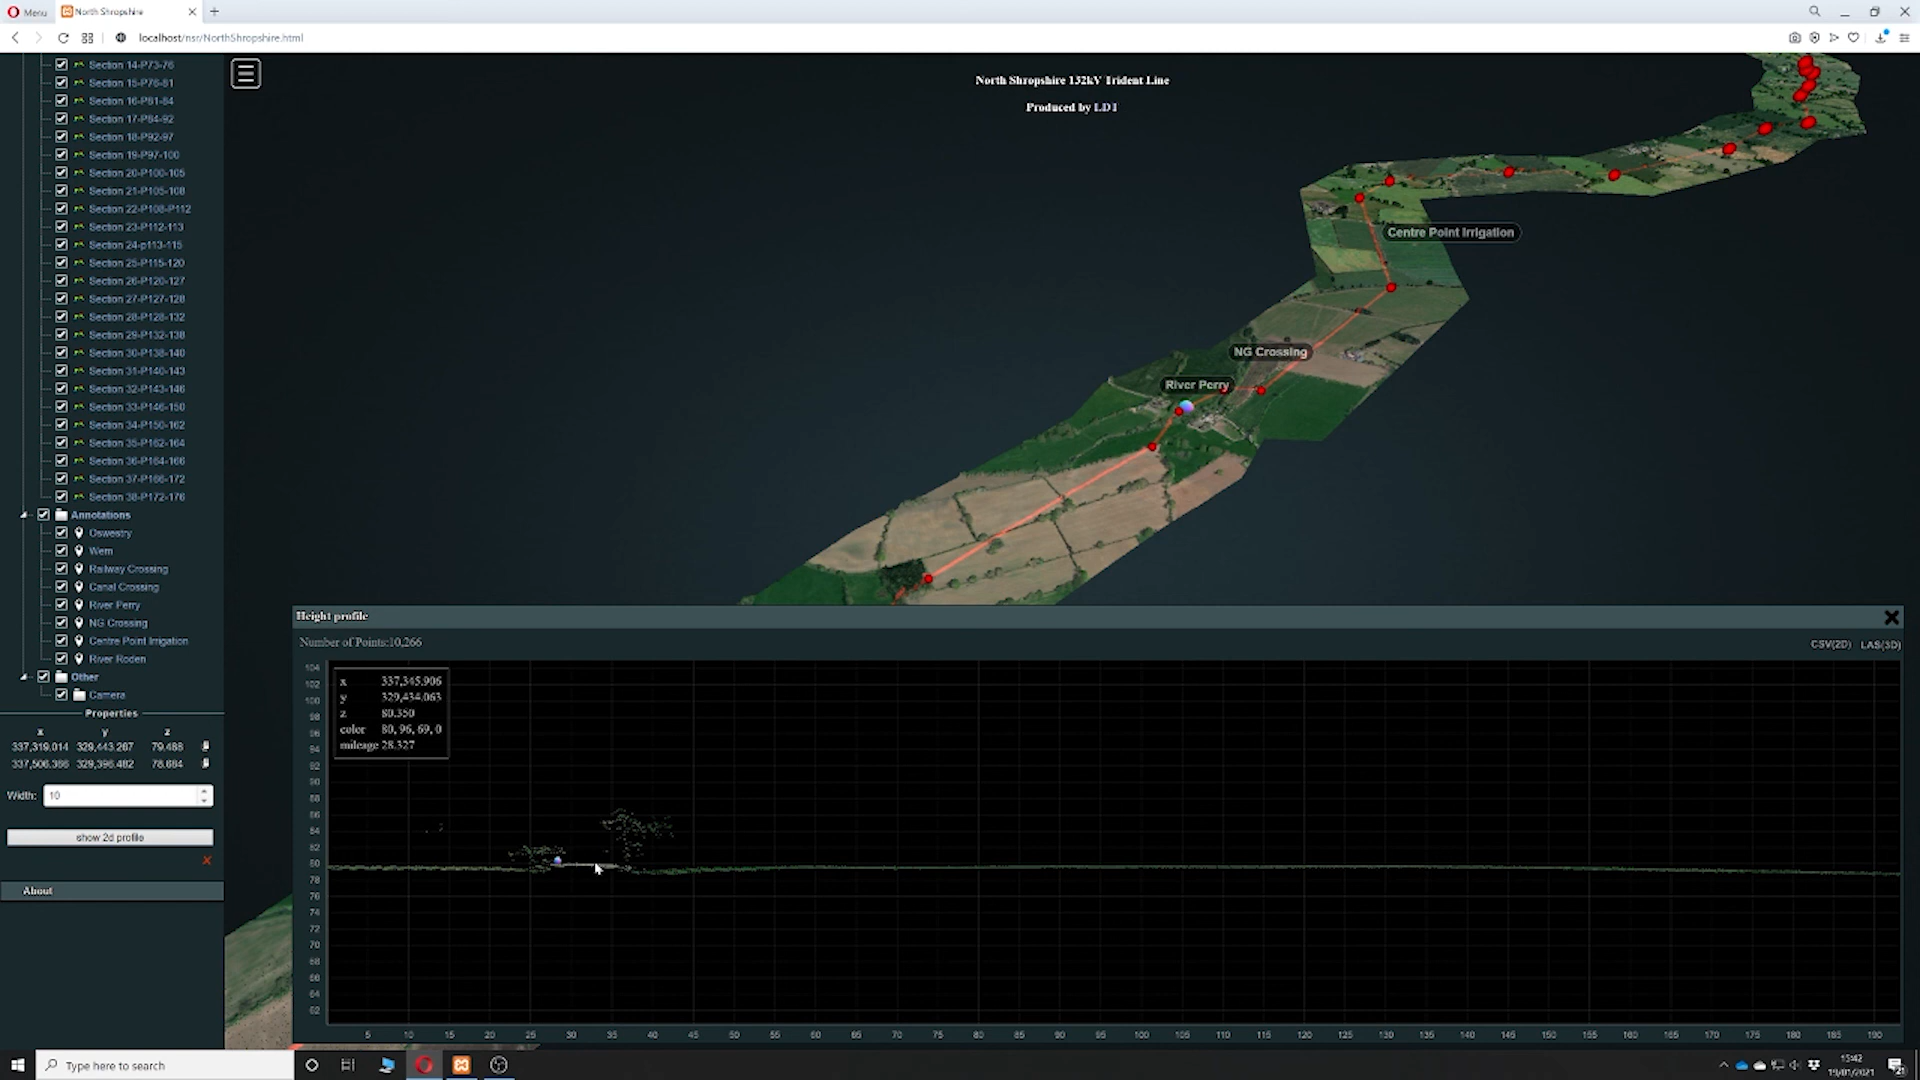 Menu
North Shropshire
localhost/nsr/NorthShropshire.html
North Shropshire 132kV Trident Line
Produced by LDI
Section 14-P73-76
Section 15-P76-81
Section 16-P81-84
Section 17-P84-92
Section 18-P92-97
Section 19-P97-100
Section 20-P100-105
Section 21-P105-108
Section 22-P108-P112
Section 23-P112-113
Section 24-p113-115
Section 25-P115-120
Section 26-P120-127
Section 27-P127-128
Section 28-P128-132
Section 29-P132-138
Section 30-P138-140
Section 31-P140-143
Section 32-P143-146
Section 33-P146-150
Section 34-P150-162
Section 35-P162-164
Section 36-P164-166
Section 37-P166-172
Section 38-P172-176
Annotations
Oswestry
Wem
Railway Crossing
Canal Crossing
River Perry
NG Crossing
Centre Point Irrigation
River Roden
Other
Camera
Properties
x y z
337,319.014 329,443.287 79.488
337,506.366 329,396.482 78.684
Width: 10
show 2d profile
About
Centre Point Irrigation
NG Crossing
River Perry
Height profile
Number of Points:10,266
CSV(2D) LAS(3D)
x 337,345.906
y 329,434.063
z 80.350
color 80, 96, 69, 0
mileage 28.327
104
102
100
98
96
94
92
90
88
86
84
82
80
78
76
74
72
70
68
66
64
62
5 10 15 20 25 30 35 40 45 50 55 60 65 70 75 80 85 90 95 100 105 110 115 120 125 130 135 140 145 150 155 160 165 170 175 180 185 190
Type here to search
15:42
19/01/2021